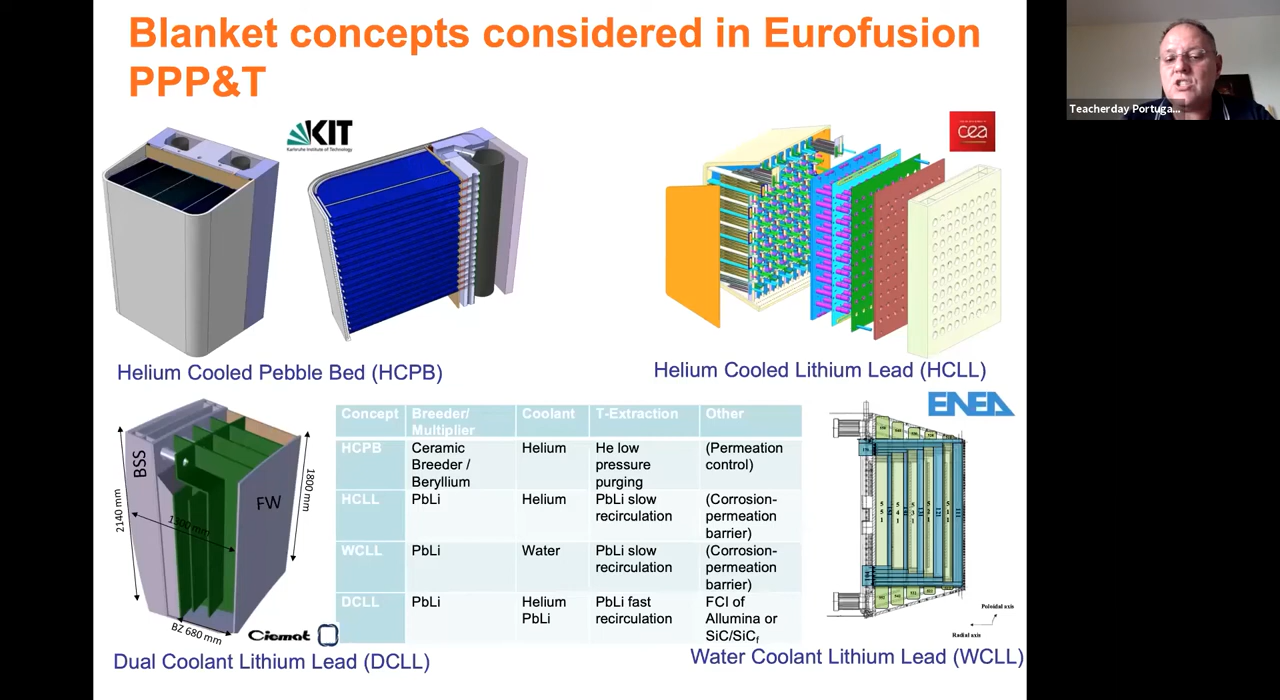 Blanket concepts considered in Eurofusion
PPP&T
Teacherday Portuga...
KIT
Karlsruhe Institute of Technology
cea
Helium Cooled Pebble Bed (HCPB)
Helium Cooled Lithium Lead (HCLL)
ENEA
BSS
FW
2140 mm
1300 mm
1800 mm
BZ 680 mm
Ciemat
Concept Breeder/ Multiplier Coolant T-Extraction Other
HCPB Ceramic Breeder / Beryllium Helium He low pressure purging (Permeation control)
HCLL PbLi Helium PbLi slow recirculation (Corrosion-permeation barrier)
WCLL PbLi Water PbLi slow recirculation (Corrosion-permeation barrier)
DCLL PbLi Helium PbLi PbLi fast recirculation FCI of Allumina or SiC/SiCf
Poloidal axis
Radial axis
Dual Coolant Lithium Lead (DCLL)
Water Coolant Lithium Lead (WCLL)